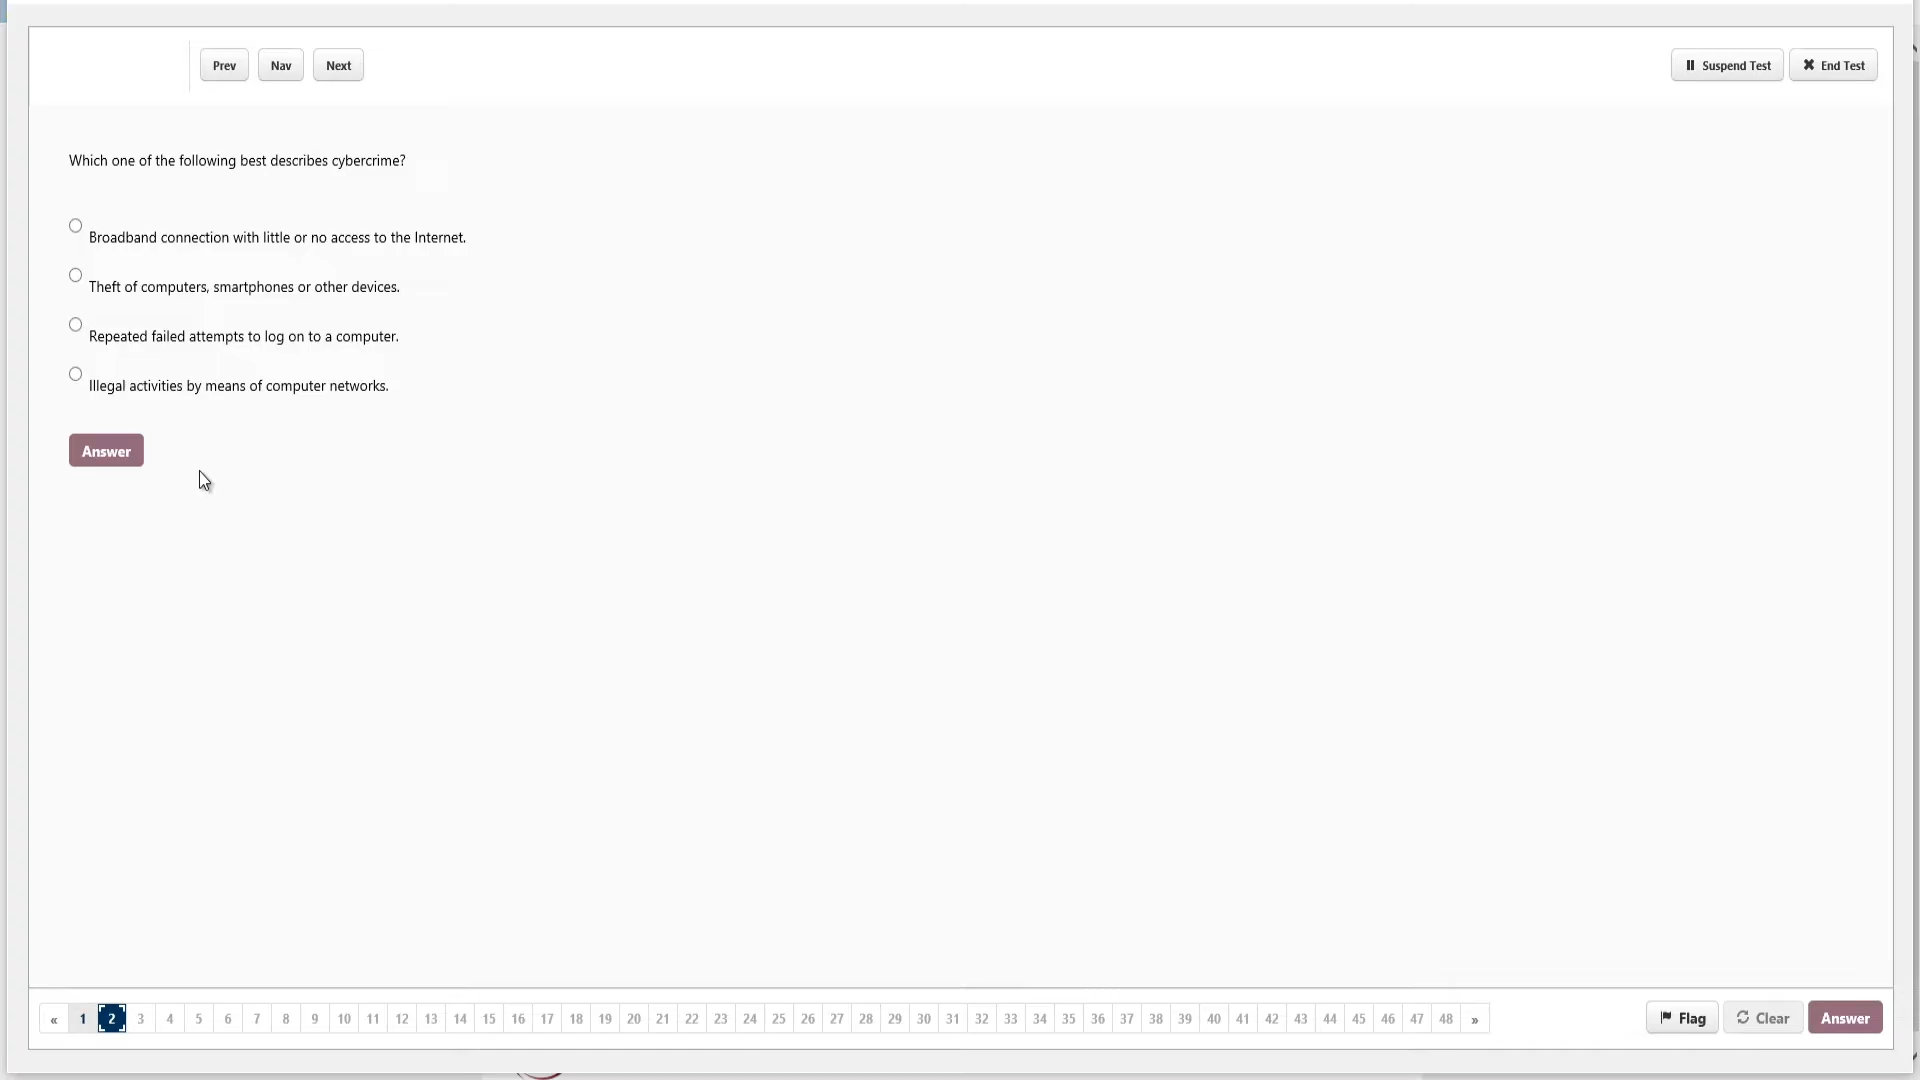 Prev Nav Next Suspend Test End Test
Which one of the following best describes cybercrime?
Broadband connection with little or no access to the Internet.
Theft of computers, smartphones or other devices.
Repeated failed attempts to log on to a computer.
Illegal activities by means of computer networks.
Answer
« 1 2 3 4 5 6 7 8 9 10 11 12 13 14 15 16 17 18 19 20 21 22 23 24 25 26 27 28 29 30 31 32 33 34 35 36 37 38 39 40 41 42 43 44 45 46 47 48 » Flag Clear Answer